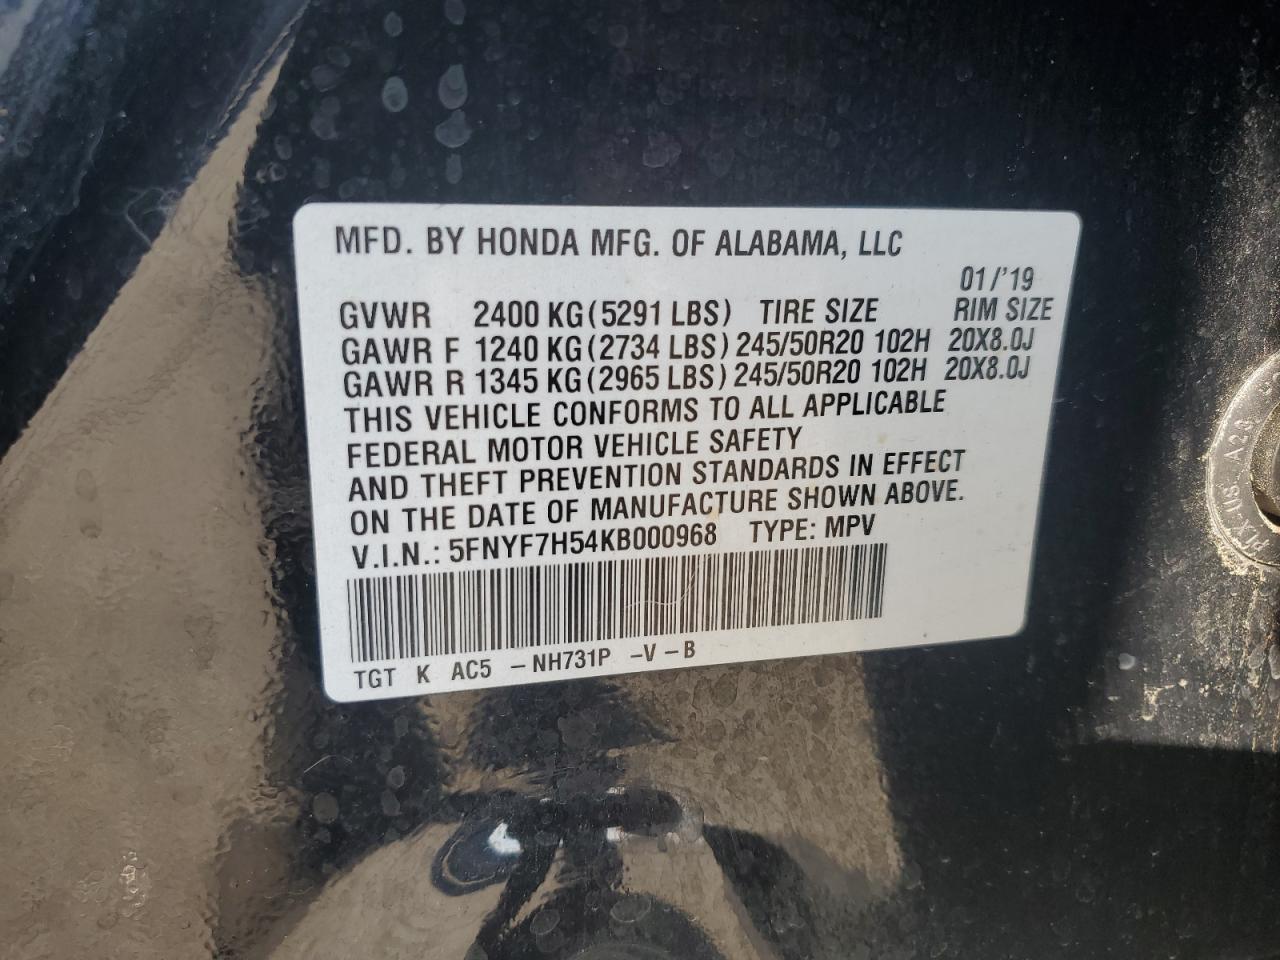 MFD. BY HONDA MFG. OF ALABAMA, LLC
01/'19
GVWR 2400 KG(5291 LBS) TIRE SIZE RIM SIZE
GAWR F 1240 KG(2734 LBS) 245/50R20 102H 20X8.0J
GAWR R 1345 KG(2965 LBS) 245/50R20 102H 20X8.0J
THIS VEHICLE CONFORMS TO ALL APPLICABLE
FEDERAL MOTOR VEHICLE SAFETY
AND THEFT PREVENTION STANDARDS IN EFFECT
ON THE DATE OF MANUFACTURE SHOWN ABOVE.
V.I.N.: 5FNYF7H54KB000968 TYPE: MPV
TGT K AC5 -NH731P -V-B